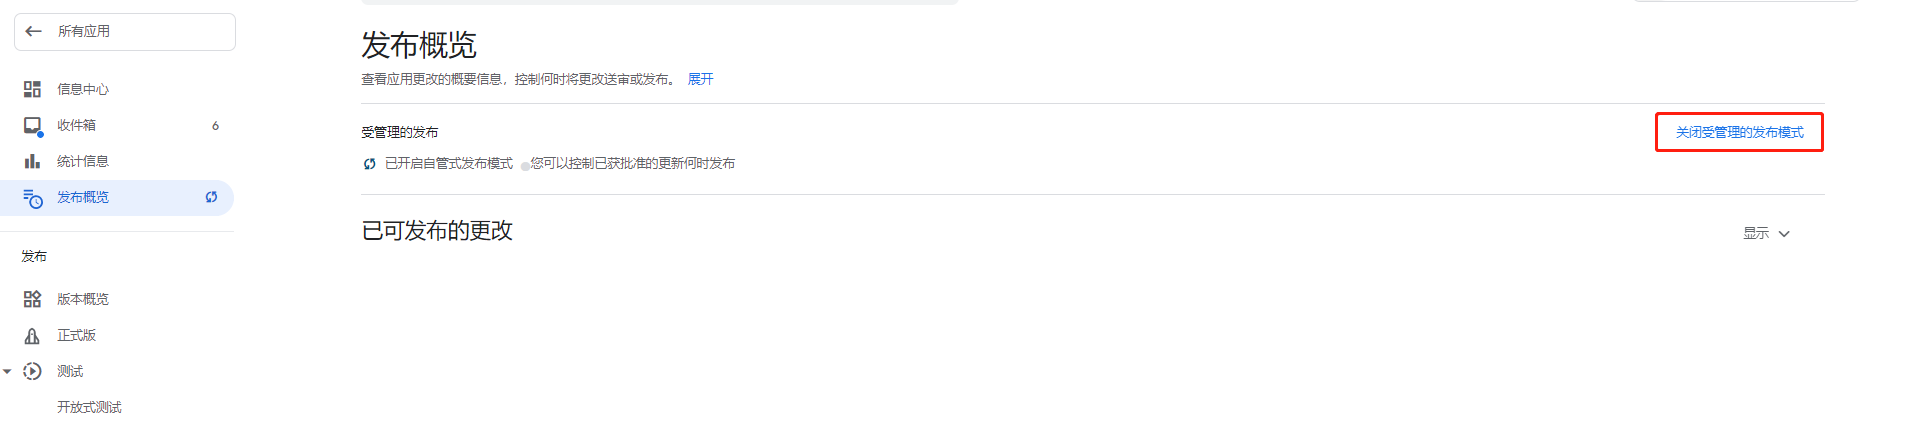 所有应用
信息中心
收件箱 6
统计信息
发布概览
发布
版本概览
正式版
测试
开放式测试
发布概览
查看应用更改的概要信息，控制何时将更改送审或发布。 展开
受管理的发布
关闭受管理的发布模式
已开启自管式发布模式 您可以控制已获批准的更新何时发布
已可发布的更改
显示